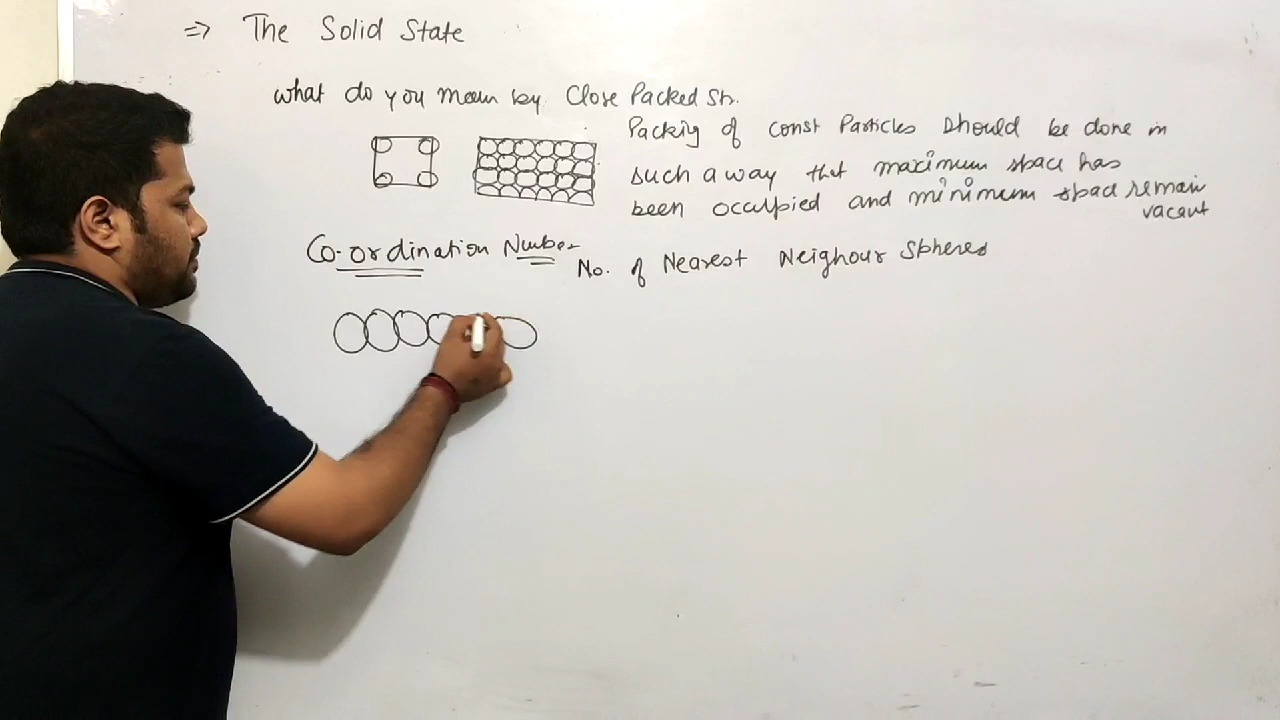 ⇒ The Solid State
what do you mean by Close Packed Str.
Packing of const Particles should be done in
such a way that maximum space has
been occupied and minimum space remain
vacant
Co-ordination Number
No. of Nearest Neighour Spheres